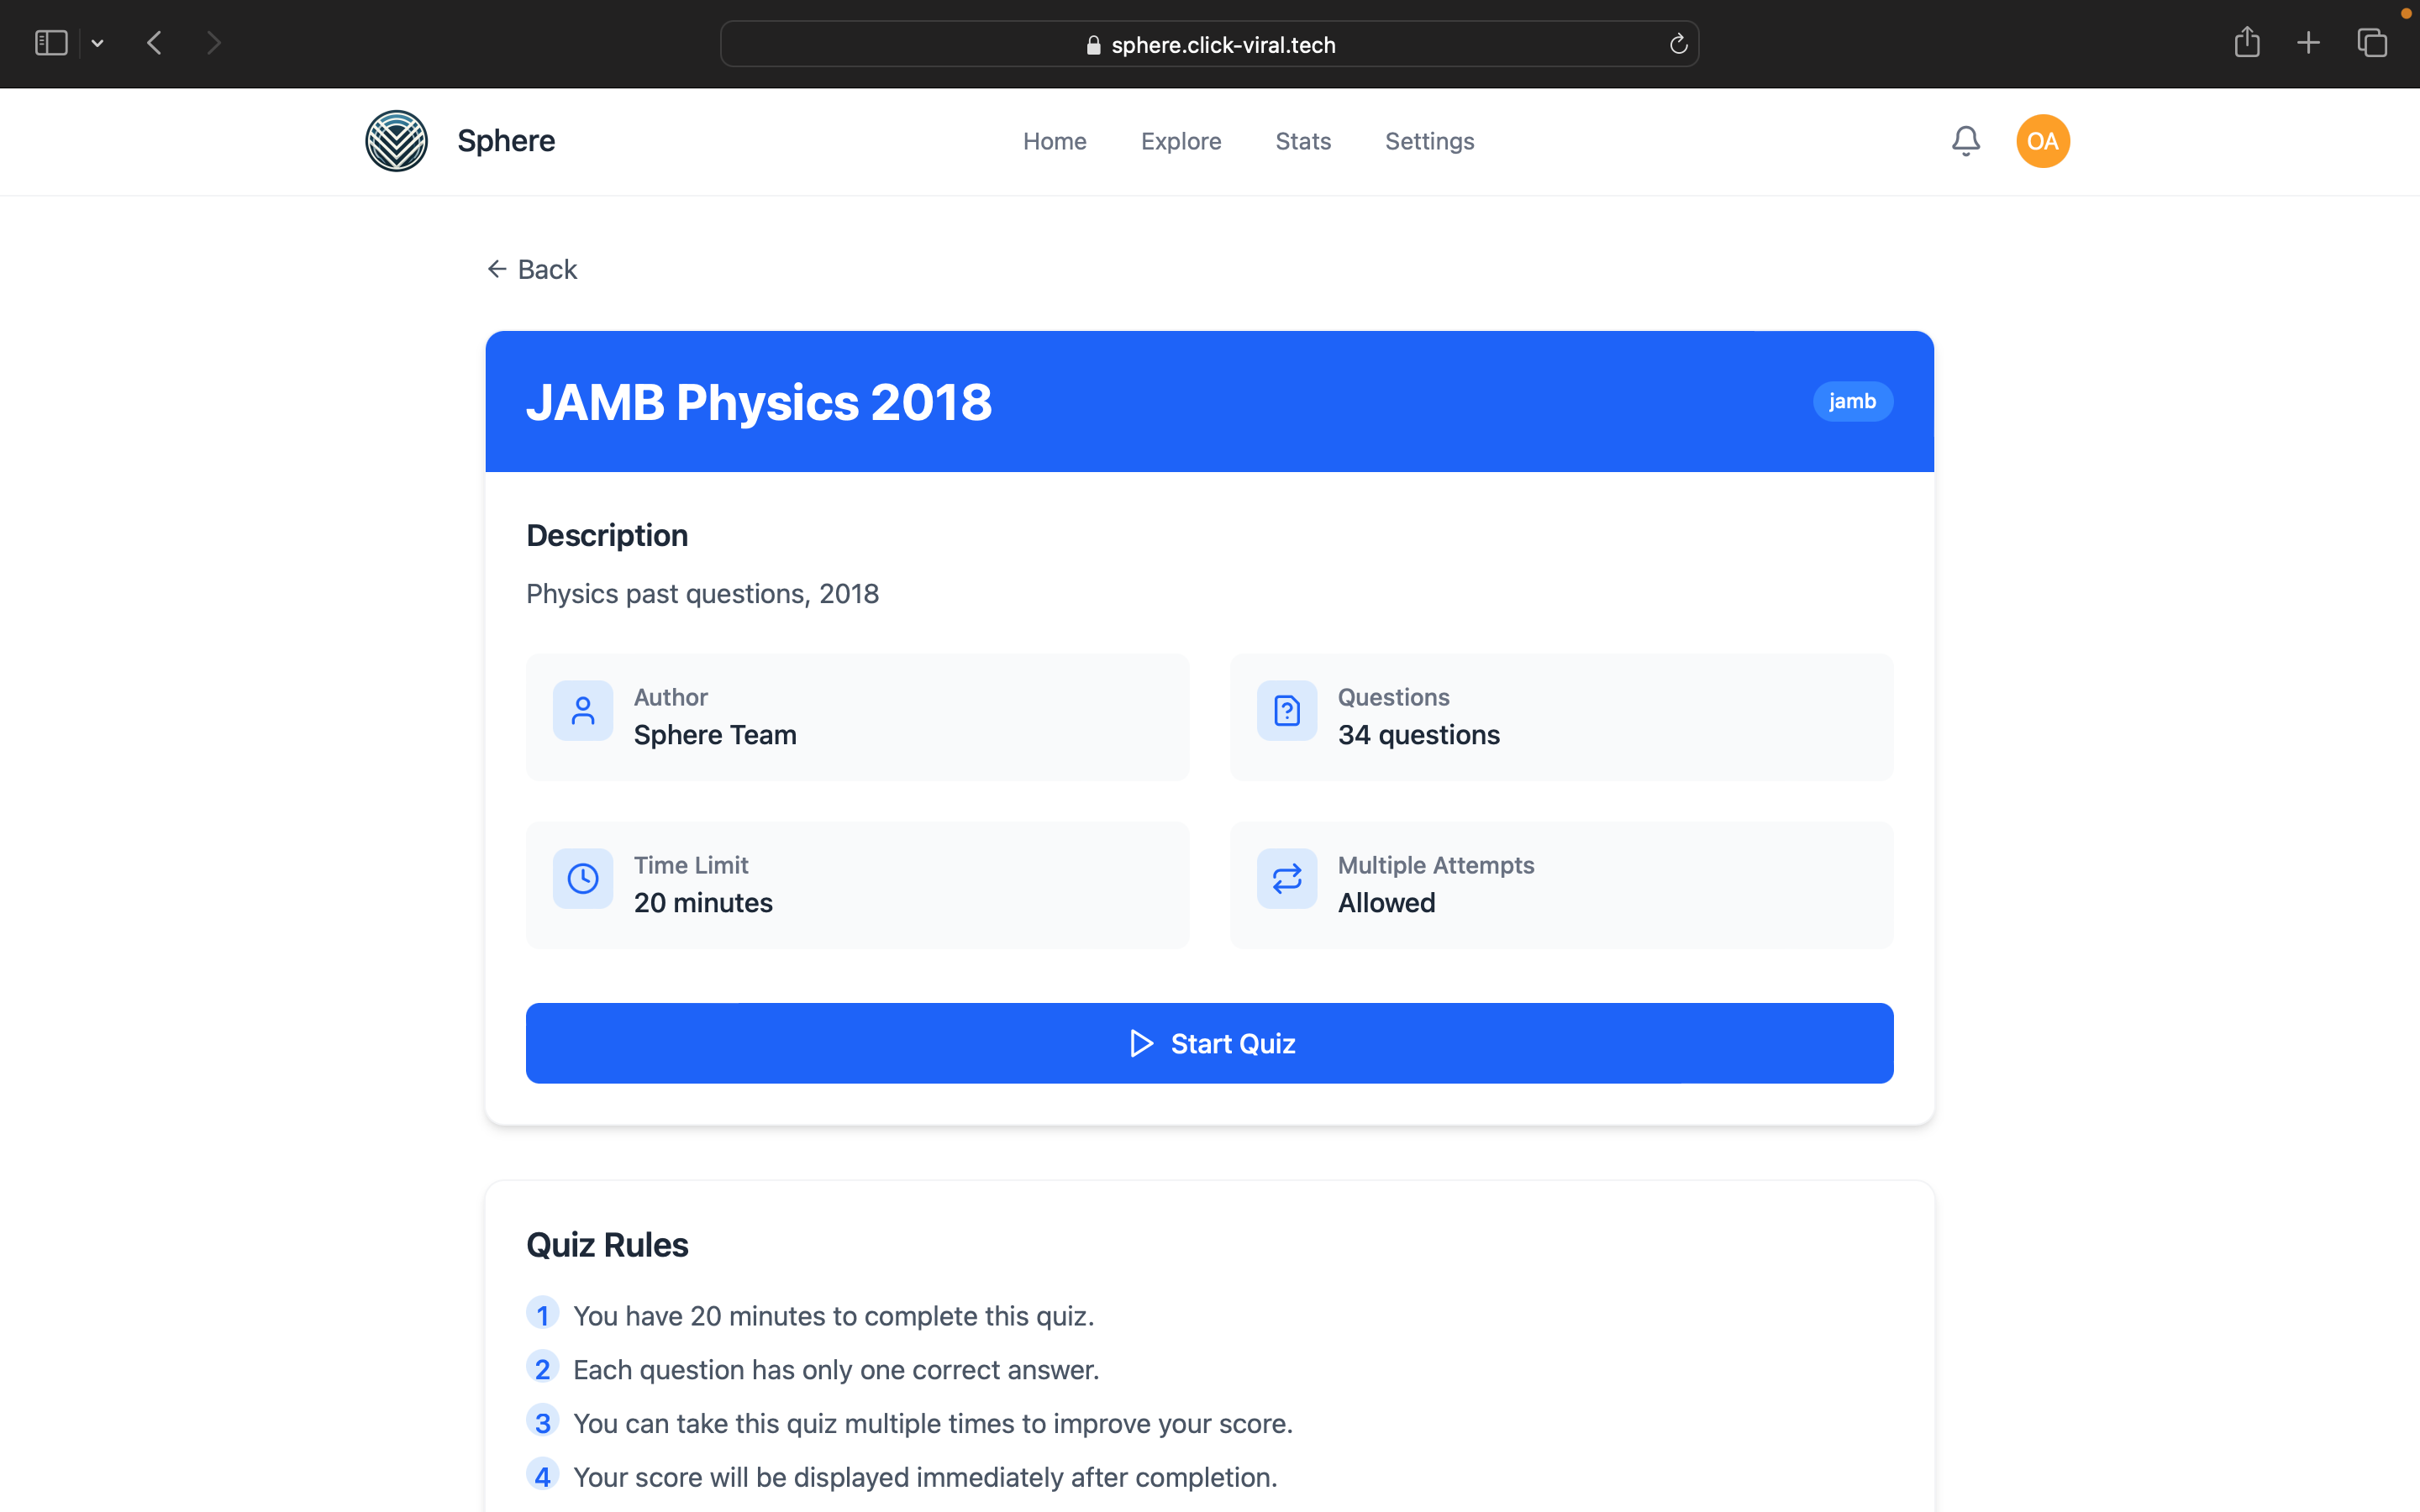 sphere.click-viral.tech
Sphere
Home
Explore
Stats
Settings
OA
Back
JAMB Physics 2018
jamb
Description
Physics past questions, 2018
Author
Sphere Team
Questions
34 questions
Time Limit
20 minutes
Multiple Attempts
Allowed
Start Quiz
Quiz Rules
1 You have 20 minutes to complete this quiz.
2 Each question has only one correct answer.
3 You can take this quiz multiple times to improve your score.
4 Your score will be displayed immediately after completion.